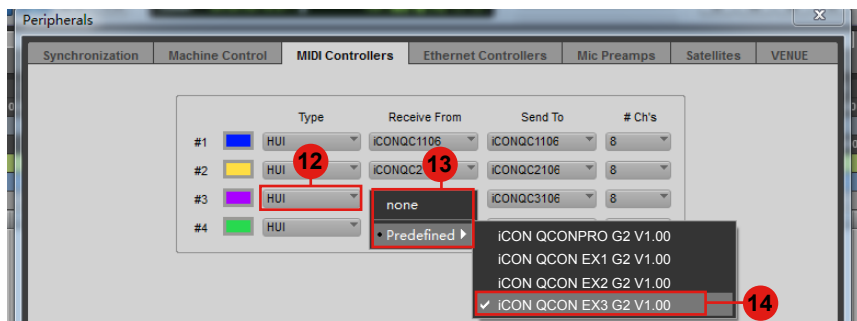 Peripherals
X
Synchronization Machine Control MIDI Controllers Ethernet Controllers Mic Preamps Satellites VENUE
Type Receive From Send To # Ch's
#1 HUI iCONQC1106 iCONQC1106 8
12 13
#2 HUI iCONQC2 iCONQC2106 8
#3 HUI none iCONQC3106 8
#4 HUI • Predefined
iCON QCONPRO G2 V1.00
iCON QCON EX1 G2 V1.00
iCON QCON EX2 G2 V1.00
✓ iCON QCON EX3 G2 V1.00 14